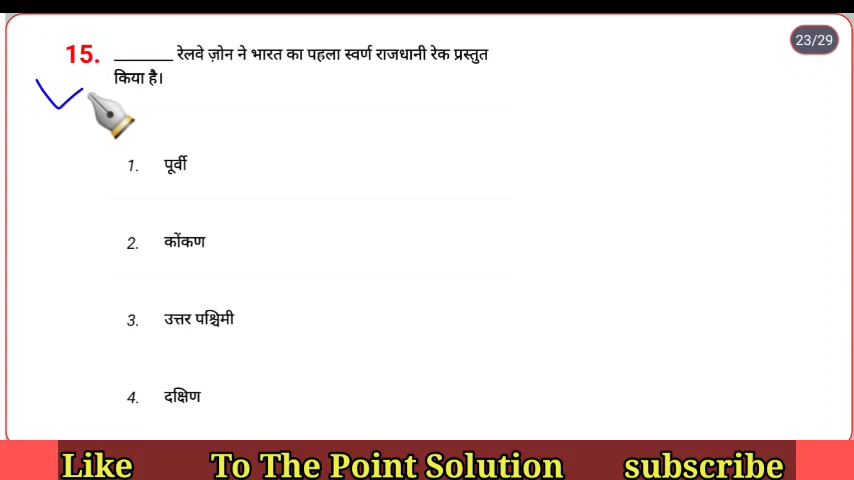 23/29
15. ________ रेलवे ज़ोन ने भारत का पहला स्वर्ण राजधानी रेक प्रस्तुत
किया है।
1. पूर्वी
2. कोंकण
3. उत्तर पश्चिमी
4. दक्षिण
Like To The Point Solution subscribe